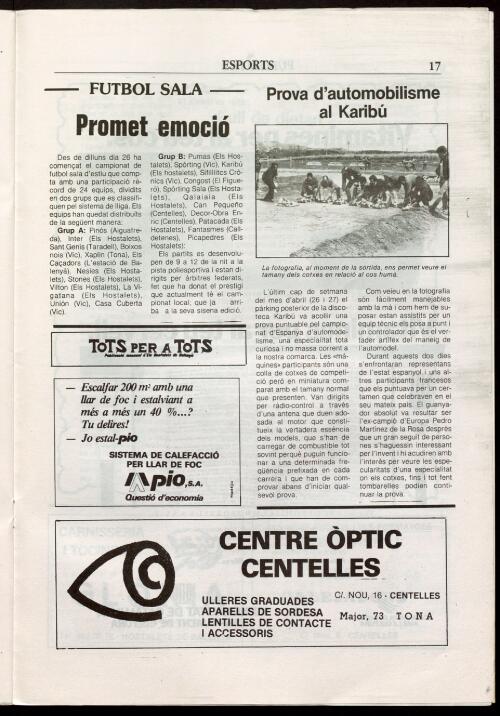 ESPORTS 17
FUTBOL SALA
Promet emoció
Des de dilluns dia 26 ha
començat el campionat de
futbol sala d'estiu que comp-
ta amb una participació rè-
cord de 24 equips, dividits
en dos grups que es classifi-
quen pel sistema de lliga. Els
equips han quedat distribuïts
de la següent manera:
Grup A: Pinós (Aiguafre-
da), Inter (Els Hostalets),
Sant Genís (Taradell), Boixos
nois (Vic), Xaplin (Tona), Els
Caçadors (L'estació de Ba-
lenyà), Nesies (Els Hosta-
lets), Stones (Els Hostalets),
Vilton (Els Hostalets), La Vi-
gatana (Els Hostalets),
Unión (Vic), Casa Cuberta
(Vic).
Grup B: Pumas (Els Hos-
talets), Spórting (Vic), Karibú
(Els hostalets), Sifilítics Crò-
nics (Vic), Congost (El Figue-
ró), Spórting Sala (Els Hosta-
lets), Qalaiala (Els
Hostalets), Can Pequeño
(Centelles), Decor-Obra En-
ric (Centelles), Patacada (Els
Hostalets), Fantasmes (Call-
detenes), Picapedres (Els
Hostalets):
Els partits es desenvolu-
pen de 9 a 12 de la nit a la
pista poliesportiva i estan di-
rigits per àrbitres federats,
fet que ha donat el prestigi
que actualment té el cam-
pionat local; que ja arri-
ba a la seva sisena edició.
TOTS PER A TOTS
— Escalfar 200 m² amb una
llar de foc i estalviant a
més a més un 40 %...?
Tu delires!
— Jo estal-pio
SISTEMA DE CALEFACCIÓ
PER LLAR DE FOC
pio, S.A.
Questió d'economia
Prova d'automobilisme
al Karibú
La fotografia, al moment de la sortida, ens permet veure el
tamany dels cotxes en relació al cos humà.
L'últim cap de setmana
del mes d'abril (26 i 27) el
pàrking posterior de la disco-
teca Karibú va acollir una
prova puntuable pel campio-
nat d'Espanya d'automode-
lisme, una especialitat tota
curiosa i no massa corrent a
la nostra comarca. Les «mà-
quines» participants són una
colla de cotxes de competi-
ció però en miniatura com-
parat amb el tamany normal
que presenten. Van dirigits
per ràdio-control a través
d'una antena que duen ado-
sada al motor que consti-
tueix la vertadera essència
dels models, que s'han de
carregar de combustible tot
sovint perquè puguin funcio-
nar a una determinada fre-
qüència prefixada en cada
carrera i que han de com-
provar abans d'iniciar qual-
sevol prova.
Com veieu en la fotografia
són fàcilment manejables
amb la mà i com hem de su-
posar estan assistits per un
equip tècnic els posa a punt i
un controlador que és el ver-
tader artífex del maneig de
l'automodel.
Durant aquests dos dies
s'enfrontaran representants
de l'estat espanyol i uns al-
tres participants francesos
que els puntuava per un cer-
tamen que celebraven en el
seu mateix país. El guanya-
dor absolut va resultar ser
l'ex-campió d'Europa Pedro
Martínez de la Rosa després
que un gran seguit de perso-
nes s'haguessin interessant
per l'invent i hi acudiren amb
l'interès per veure les espe-
cularitats d'una especialitat
on els cotxes, fins i tot fent
tombarelles podien conti-
nuar la prova.
CENTRE ÒPTIC
CENTELLES
ULLERES GRADUADES
APARELLS DE SORDESA
LENTILLES DE CONTACTE
I ACCESSORIS
C/. NOU, 16 - CENTELLES
Major, 73 TONA